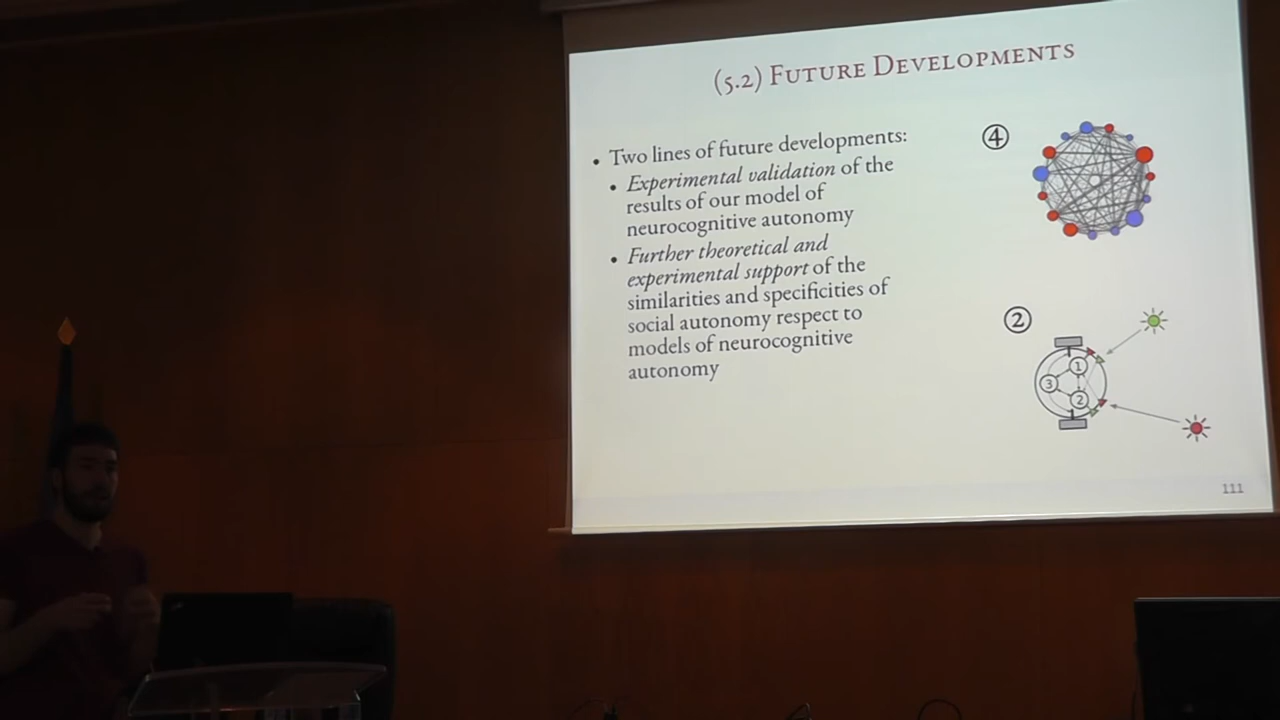 (5.2) Future Developments
• Two lines of future developments:
• Experimental validation of the
results of our model of
neurocognitive autonomy
• Further theoretical and
experimental support of the
similarities and specificities of
social autonomy respect to
models of neurocognitive
autonomy
④
②
1
3
2
111